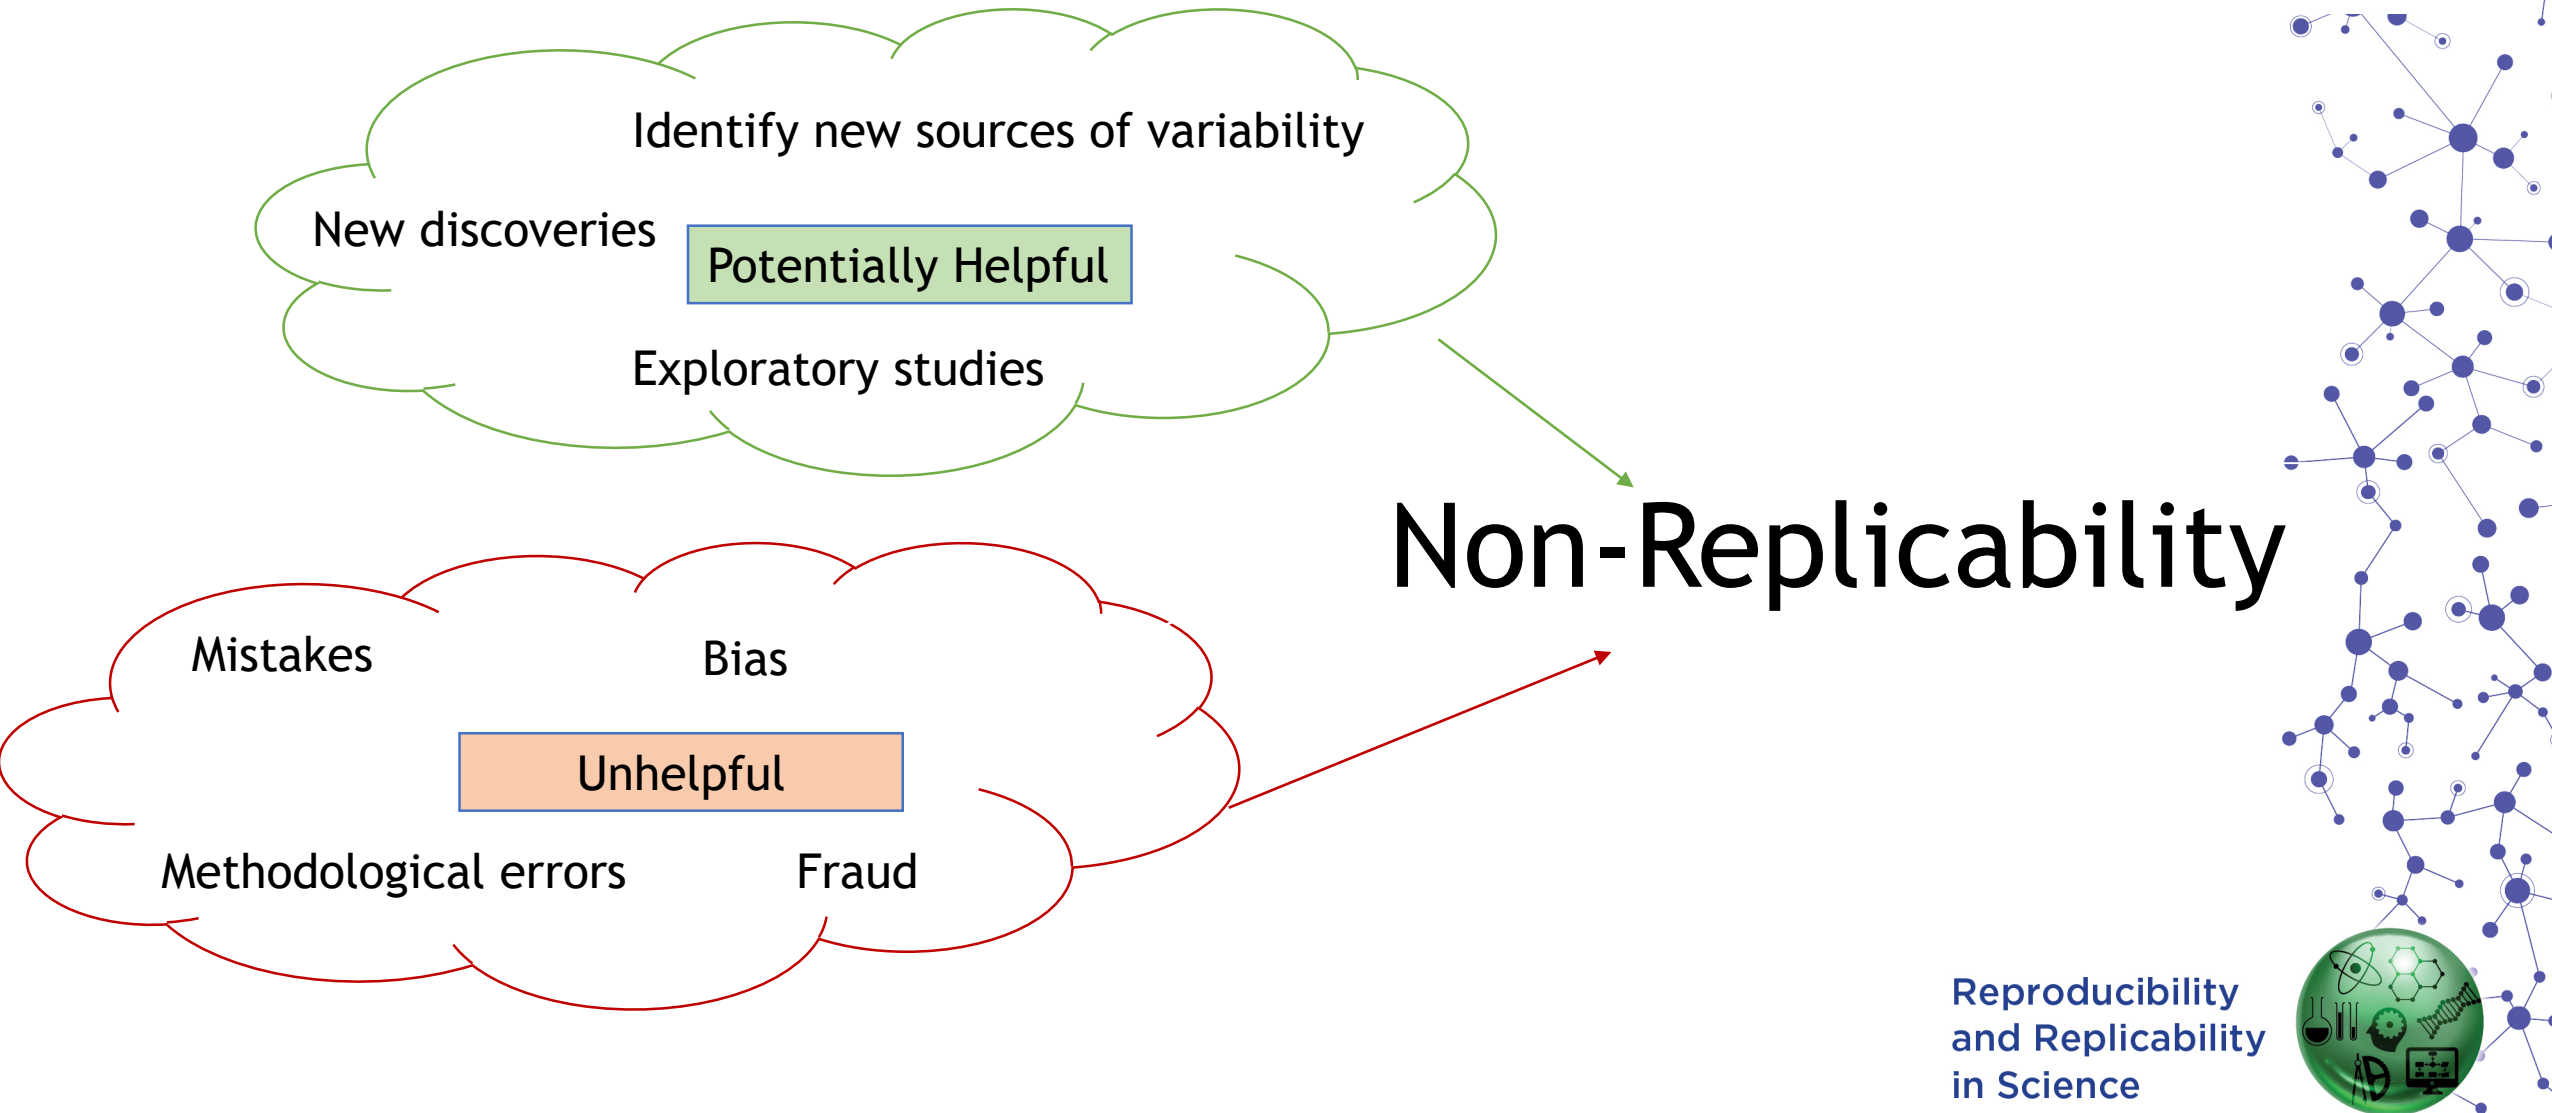 Identify new sources of variability
New discoveries
Potentially Helpful
Exploratory studies
Non-Replicability
Mistakes
Bias
Unhelpful
Methodological errors
Fraud
Reproducibility
and Replicability
in Science